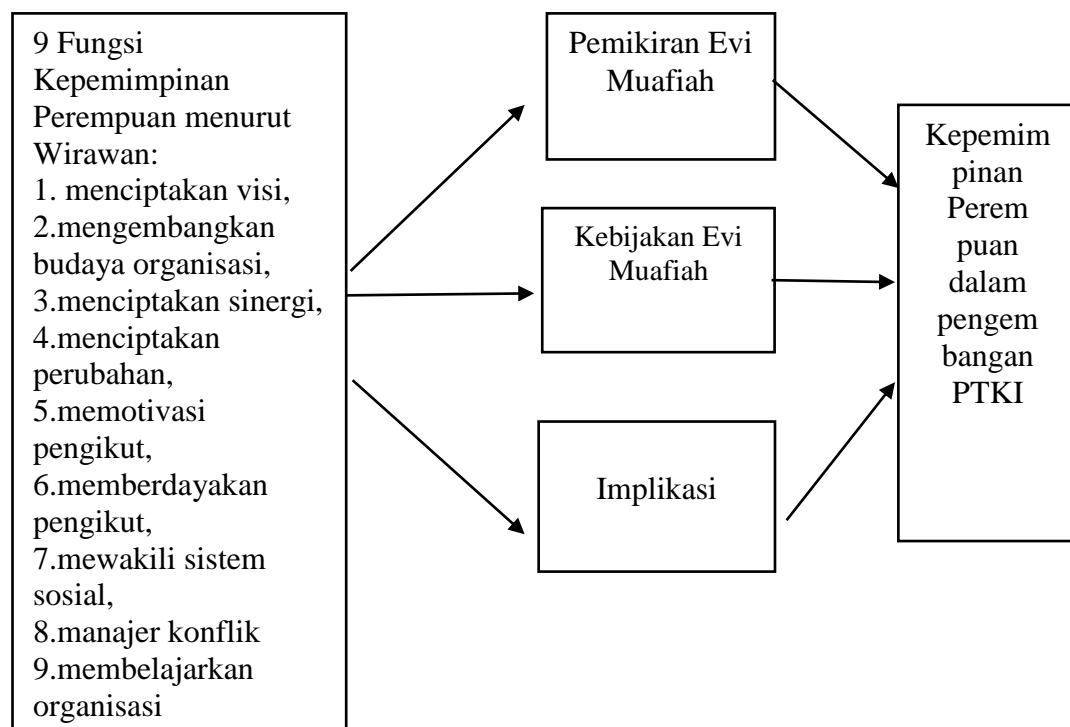 9 Fungsi
Kepemimpinan
Perempuan menurut
Wirawan:
1. menciptakan visi,
2.mengembangkan
budaya organisasi,
3.menciptakan sinergi,
4.menciptakan
perubahan,
5.memotivasi
pengikut,
6.memberdayakan
pengikut,
7.mewakili sistem
sosial,
8.manajer konflik
9.membelajarkan
organisasi
Pemikiran Evi
Muafiah
Kebijakan Evi
Muafiah
Implikasi
Kepemim
pinan
Perem
puan
dalam
pengem
bangan
PTKI